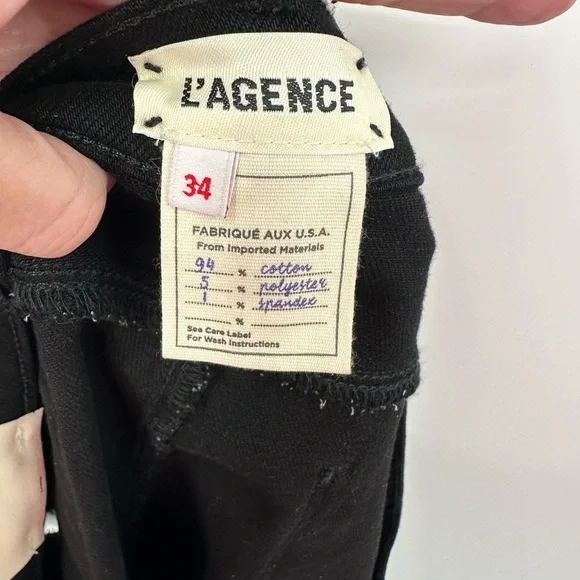 L'AGENCE
34
FABRIQUÉ AUX U.S.A.
From Imported Materials
94 % cotton
5 % polyester
1 % spandex
%
See Care Label
For Wash Instructions